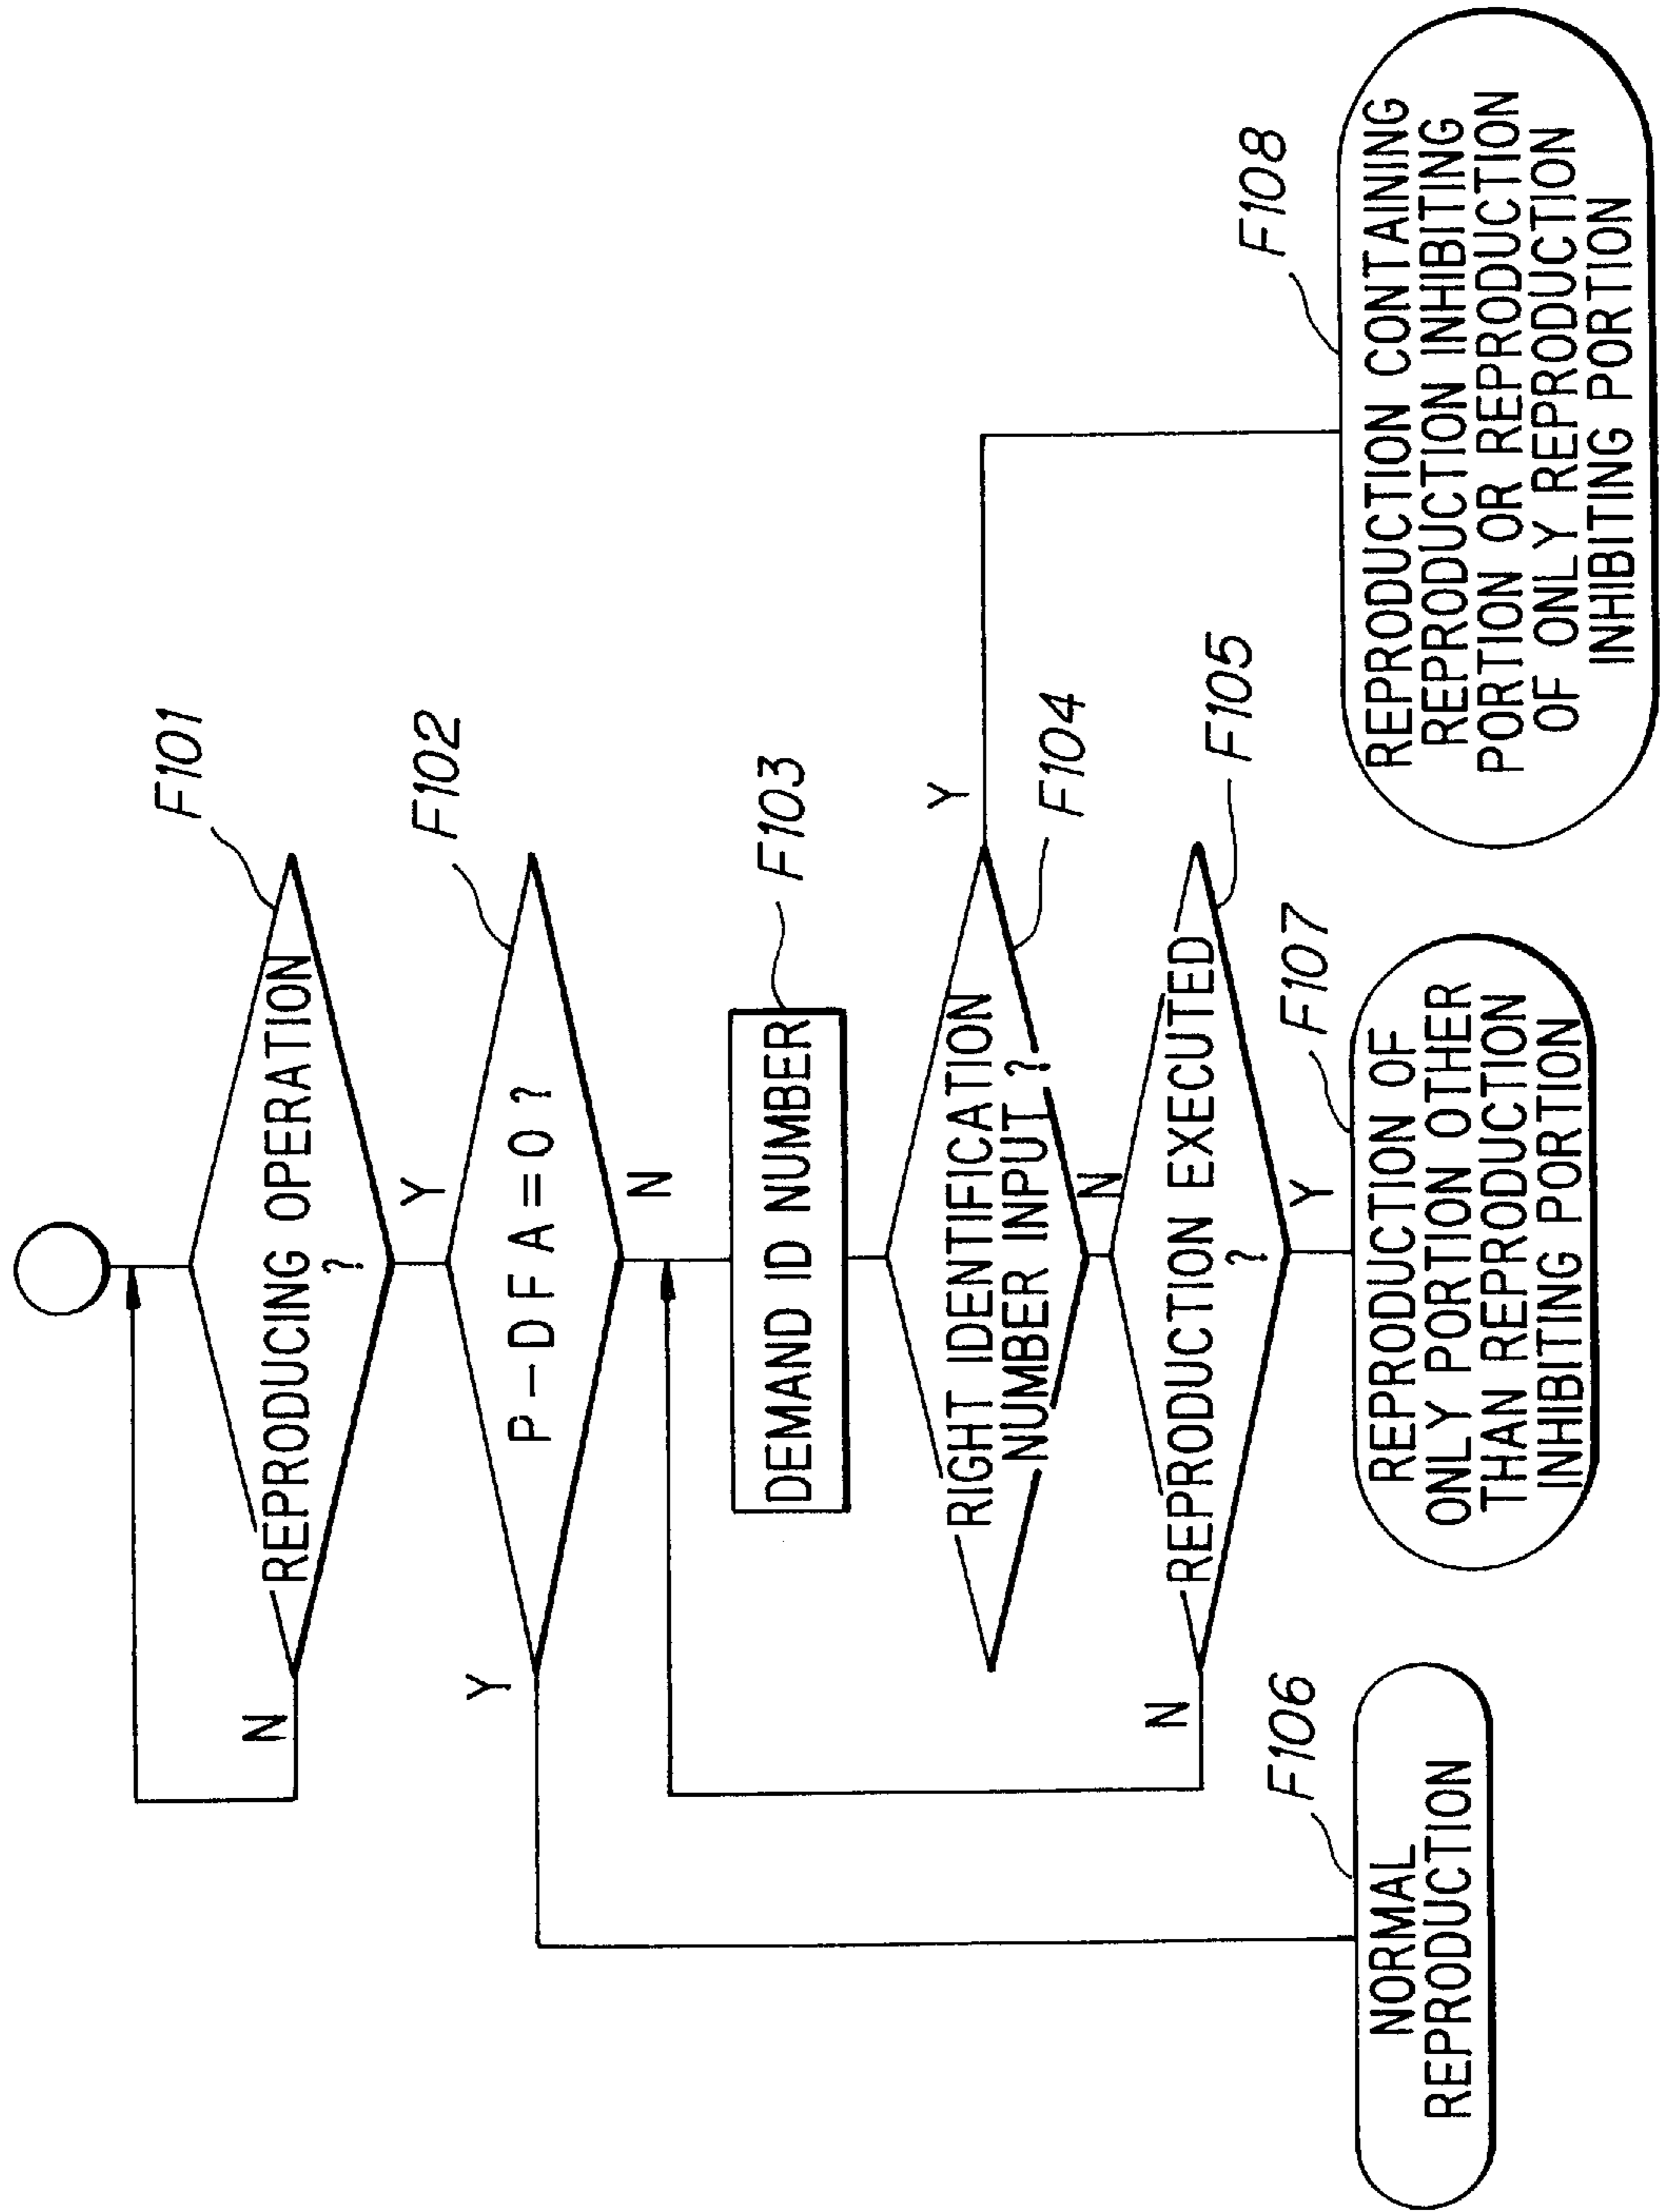 F101
REPRODUCING OPERATION
?
N
Y
F102
P-DFA=0?
Y
N
F103
DEMAND ID NUMBER
RIGHT IDENTIFICATION
NUMBER INPUT ?
Y
F104
N
REPRODUCTION EXECUTED
?
F105
N
Y
F106
NORMAL
REPRODUCTION
F107
REPRODUCTION OF
ONLY PORTION OTHER
THAN REPRODUCTION
INHIBITING PORTION
F108
REPRODUCTION CONTAINING
REPRODUCTION INHIBITING
PORTION OR REPRODUCTION
OF ONLY REPRODUCTION
INHIBITING PORTION